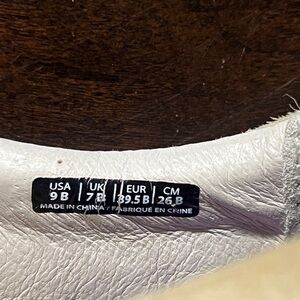 USA | UK | EUR | CM
9 B | 7 B | 39.5 B | 26 B
MADE IN CHINA / FABRIQUÉ EN CHINE